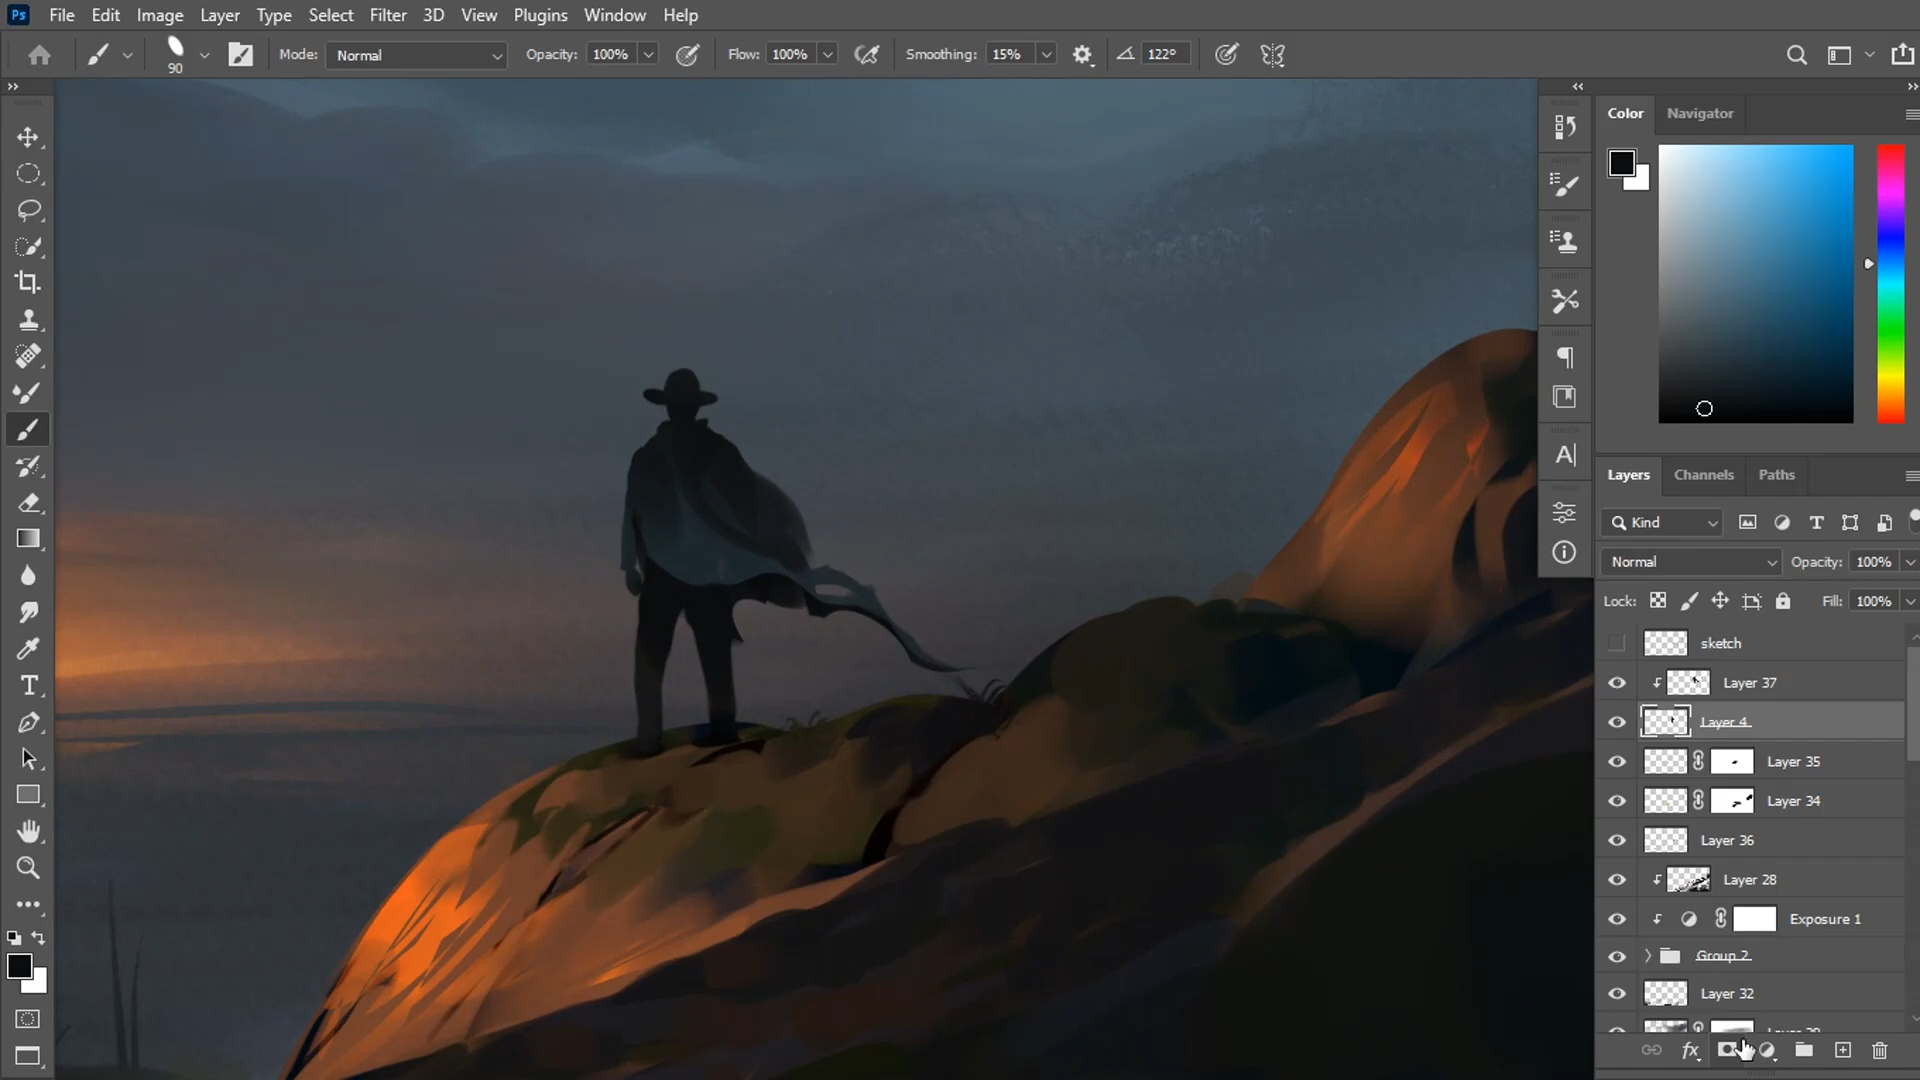 Ps File Edit Image Layer Type Select Filter 3D View Plugins Window Help
90 Mode: Normal Opacity: 100% Flow: 100% Smoothing: 15% 122°
Color Navigator
Layers Channels Paths
Kind
Normal Opacity: 100%
Lock: Fill: 100%
sketch
Layer 37
Layer 4
Layer 35
Layer 34
Layer 36
Layer 28
Exposure 1
Group 2
Layer 32
fx